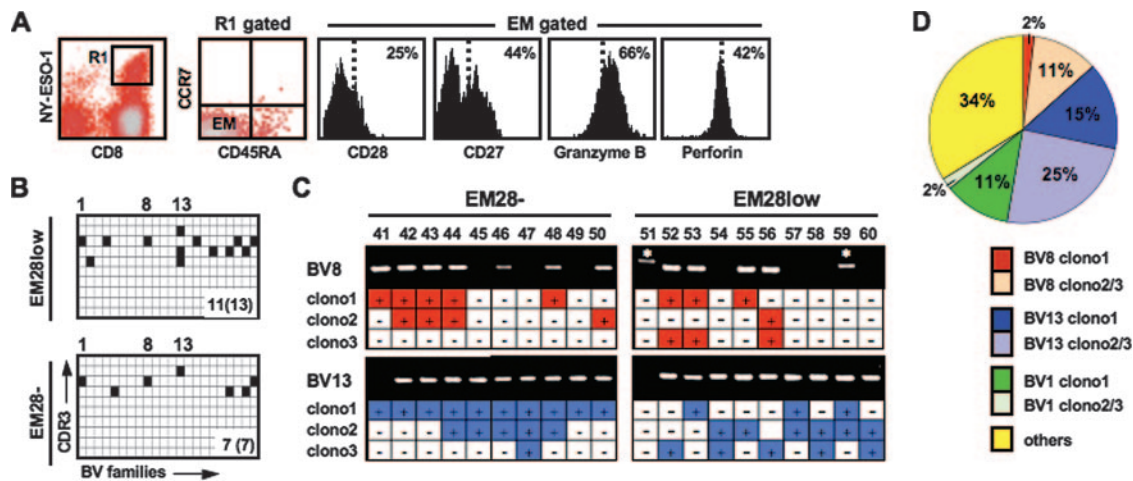 A
R1 gated
EM gated
NY-ESO-1
R1
CD8
CCR7
EM
CD45RA
25%
CD28
44%
CD27
66%
Granzyme B
42%
Perforin
B
1 8 13
EM28low
11(13)
1 8 13
EM28-
CDR3
7 (7)
BV families
C
EM28- EM28low
41 42 43 44 45 46 47 48 49 50 51 52 53 54 55 56 57 58 59 60
BV8 * *
clono1 + + + + - - - + - - - + + - + - - - - -
clono2 - + + + - - - - - + - - - - - + - - - -
clono3 - - - - - - - - - - - + + - - + - - - -
BV13
clono1 + + + + + + + + + + - - + - - - + - + -
clono2 - - - + + + + + - - - - - + + + + + +
clono3 - - - - - - + - - - - + - + - + - + - +
D
2%
11%
15%
25%
11%
2%
34%
BV8 clono1
BV8 clono2/3
BV13 clono1
BV13 clono2/3
BV1 clono1
BV1 clono2/3
others